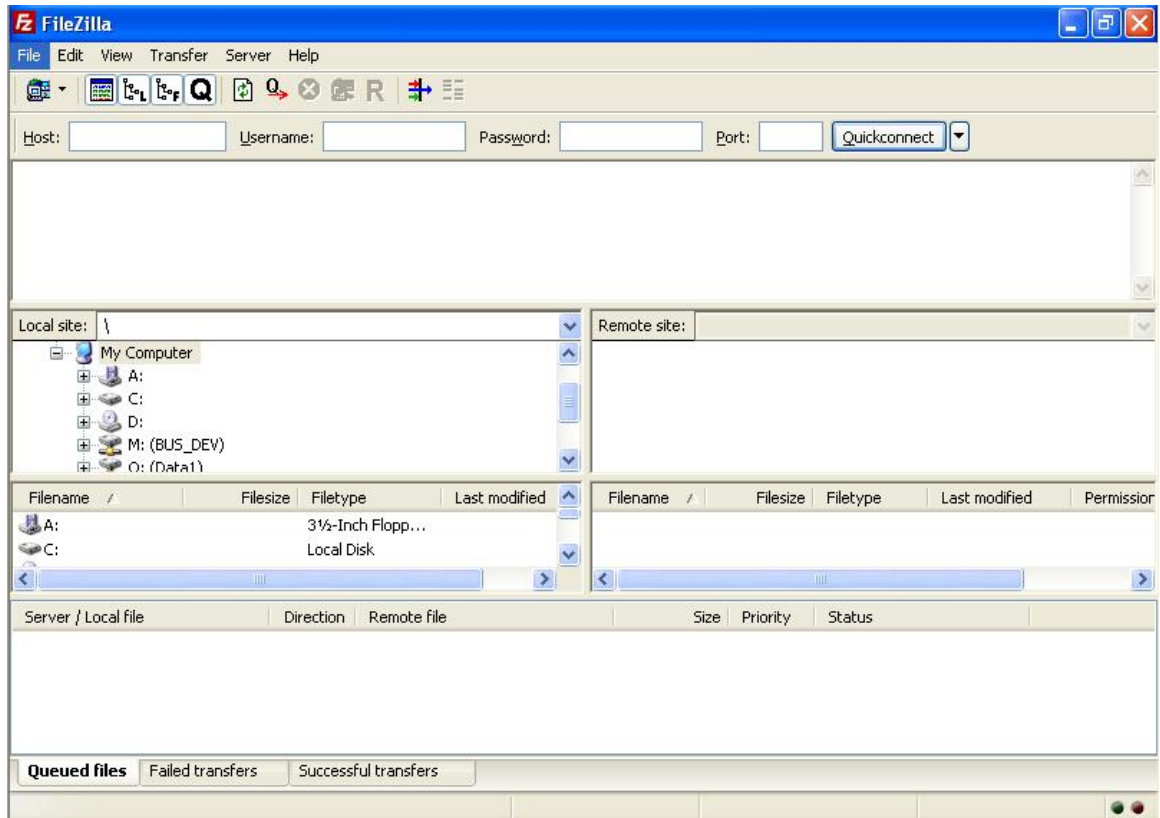 FileZilla
File Edit View Transfer Server Help
Host: Username: Password: Port: Quickconnect
Local site: \ Remote site:
My Computer
A:
C:
D:
M: (BUS_DEV)
O: (Data1)
Filename Filesize Filetype Last modified Filename Filesize Filetype Last modified Permission
A: 3½-Inch Flopp...
C: Local Disk
Server / Local file Direction Remote file Size Priority Status
Queued files Failed transfers Successful transfers